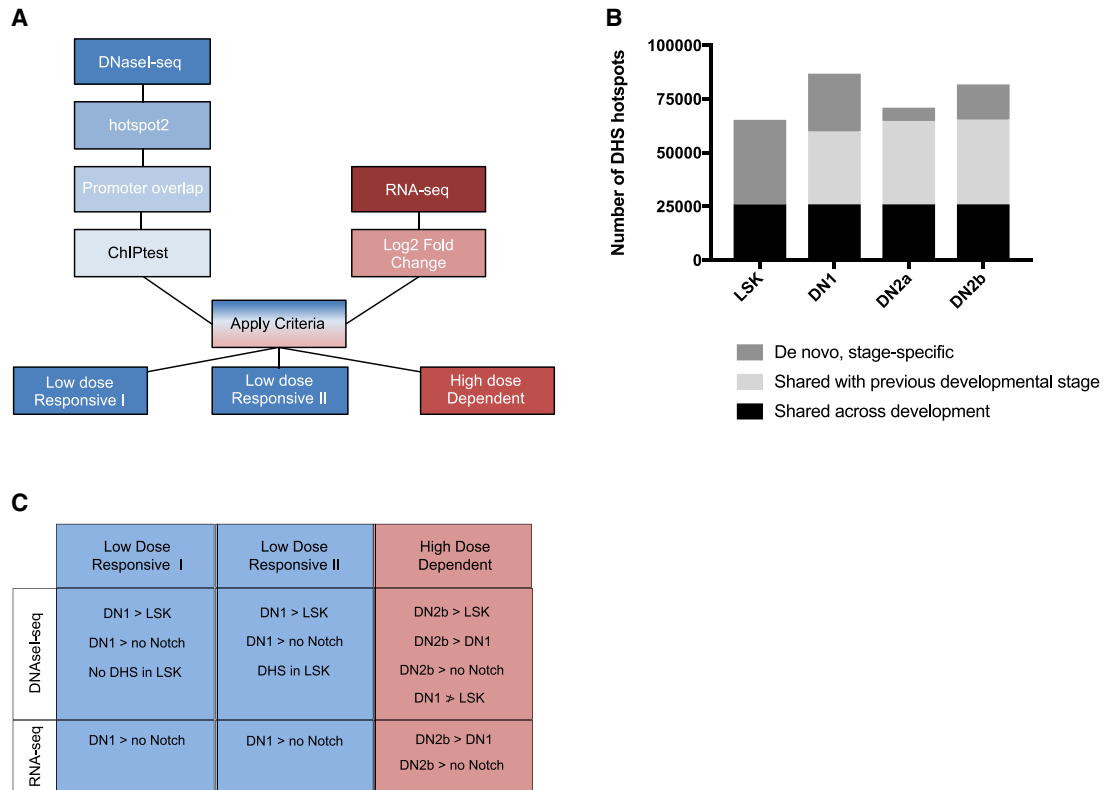 A
DNaseI-seq
hotspot2
Promoter overlap
ChIPtest
RNA-seq
Log2 Fold
Change
Apply Criteria
Low dose
Responsive I
Low dose
Responsive II
High dose
Dependent
B
Number of DHS hotspots
100000
75000
50000
25000
0
LSK
DN1
DN2a
DN2b
De novo, stage-specific
Shared with previous developmental stage
Shared across development
C
Low Dose
Responsive I
Low Dose
Responsive II
High Dose
Dependent
DNAseI-seq
DN1 > LSK
DN1 > no Notch
No DHS in LSK
DN1 > LSK
DN1 > no Notch
DHS in LSK
DN2b > LSK
DN2b > DN1
DN2b > no Notch
DN1 ≯ LSK
RNA-seq
DN1 > no Notch
DN1 > no Notch
DN2b > DN1
DN2b > no Notch